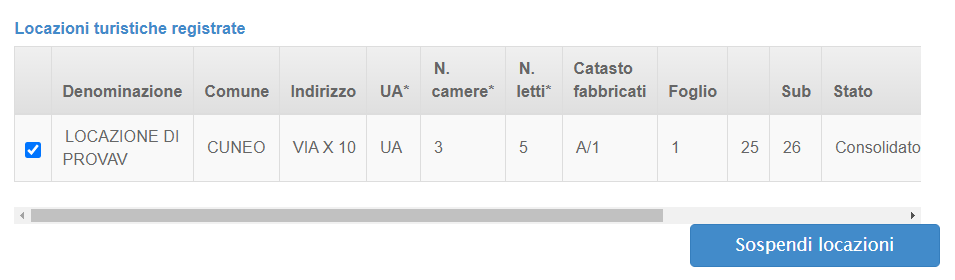 Locazioni turistiche registrate
Denominazione Comune Indirizzo UA* N. camere* N. letti* Catasto fabbricati Foglio Sub Stato
LOCAZIONE DI PROVAV CUNEO VIA X 10 UA 3 5 A/1 1 25 26 Consolidato
Sospendi locazioni